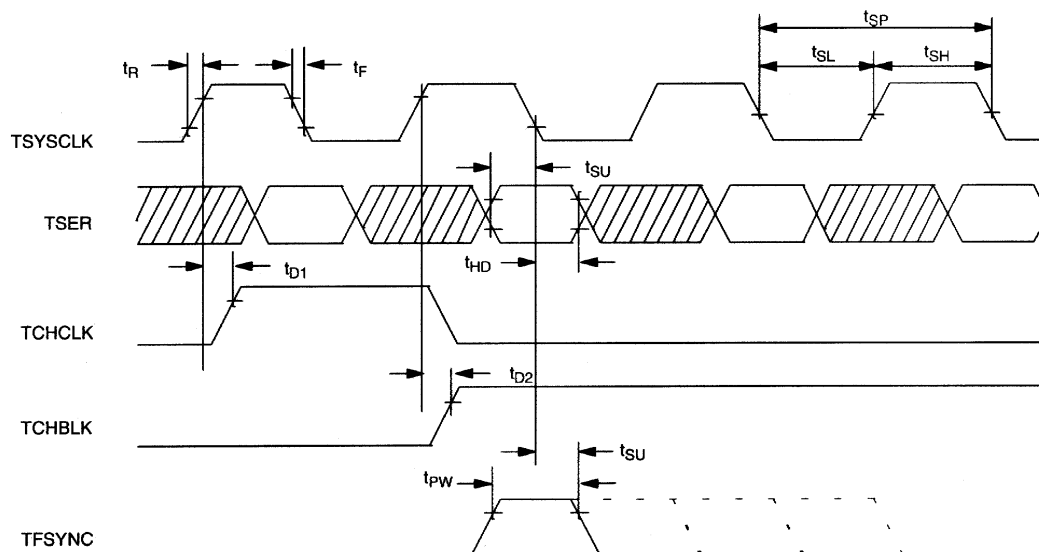 tSP
tSL tSH
tR tF
TSYSCLK
tSU
TSER
tHD
tD1
TCHCLK
tD2
TCHBLK
tSU
tPW
TFSYNC